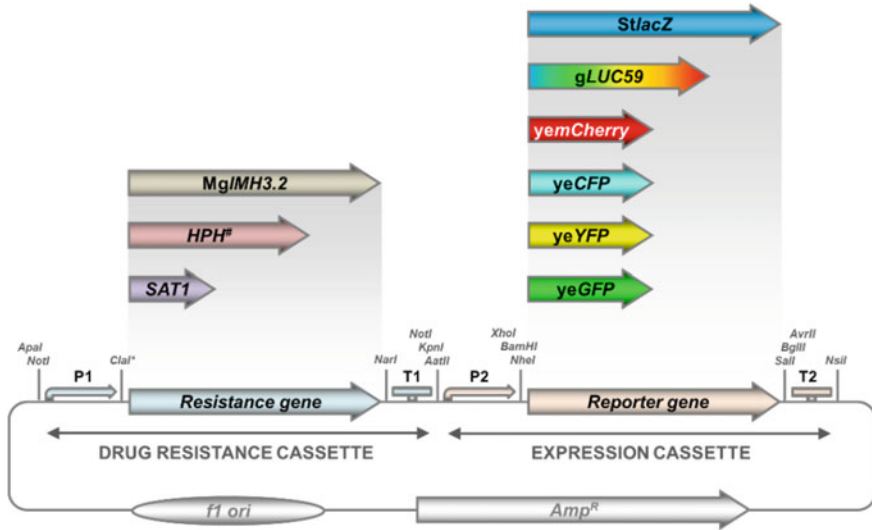 StlacZ
gLUC59
yemCherry
MgIMH3.2
yeCFP
HPH#
yeYFP
SAT1
yeGFP
ApaI
NotI
P1
ClaI*
Resistance gene
NarI
T1
NotI
KpnI
AatII
P2
XhoI
BamHI
NheI
Reporter gene
AvrII
BglII
SalI
T2
NsiI
DRUG RESISTANCE CASSETTE
EXPRESSION CASSETTE
f1 ori
AmpR